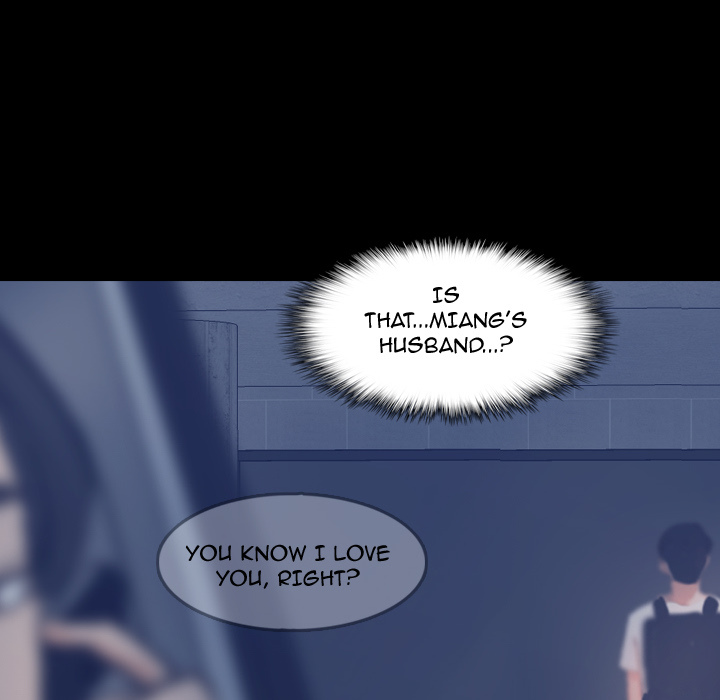 IS
THAT...MIANG'S
HUSBAND...?
YOU KNOW I LOVE
YOU, RIGHT?